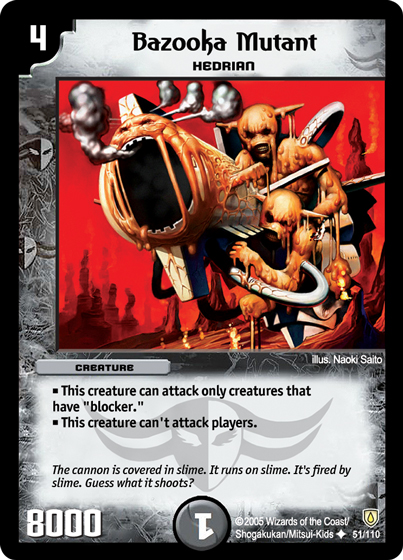 4
Bazooka Mutant
HEDRIAN
illus. Naoki Saito
CREATURE
▪ This creature can attack only creatures that
have "blocker."
▪ This creature can't attack players.
The cannon is covered in slime. It runs on slime. It's fired by
slime. Guess what it shoots?
8000
1
©2005 Wizards of the Coast/
Shogakukan/Mitsui-Kids ✦ 51/110